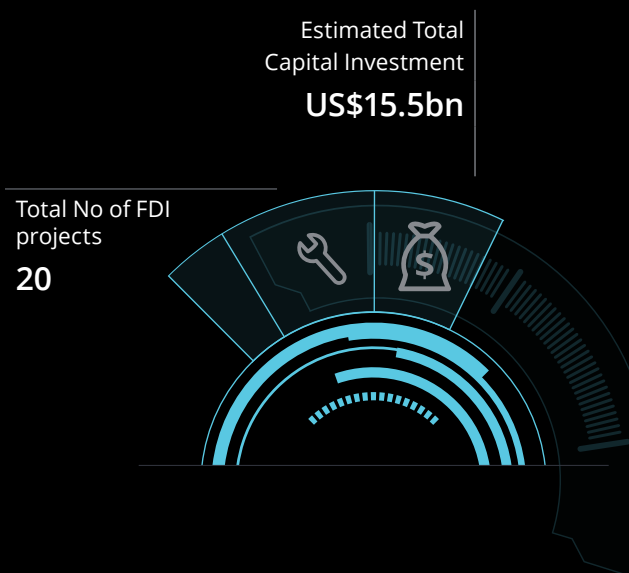 Estimated Total
Capital Investment
US$15.5bn
Total No of FDI
projects
20
$